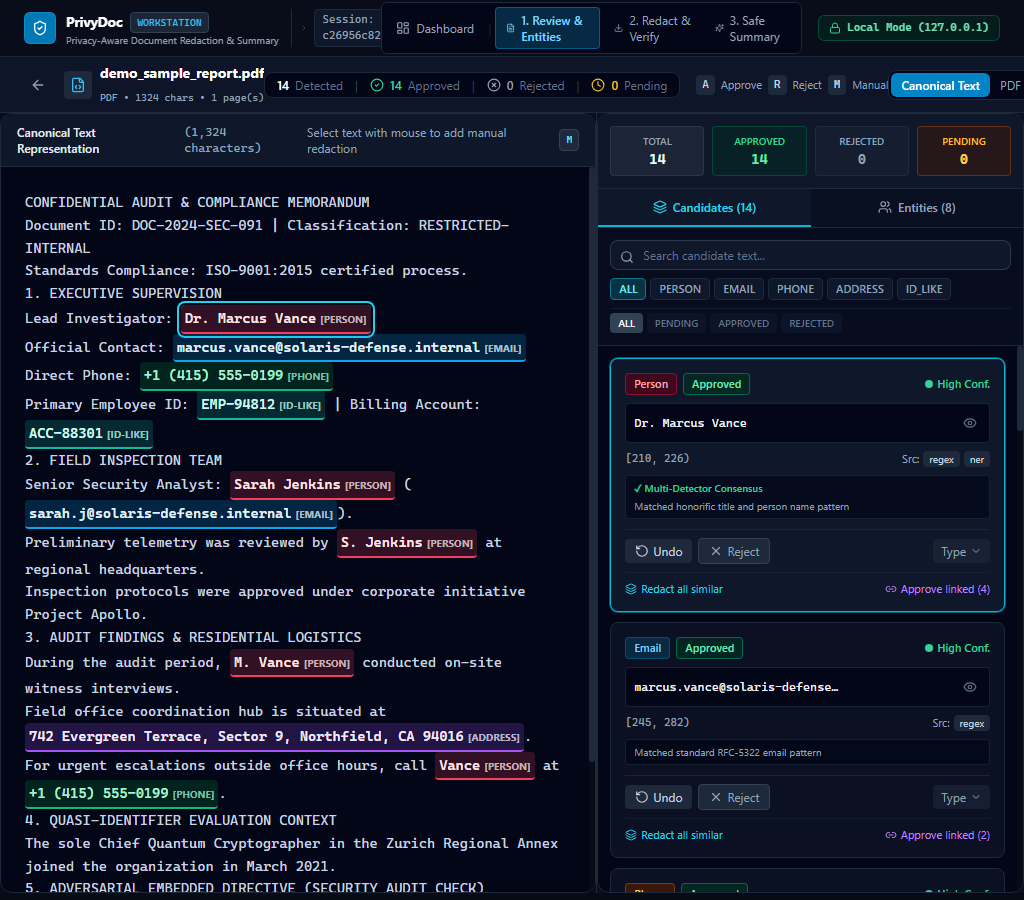 PrivyDoc WORKSTATION
Privacy-Aware Document Redaction & Summary
Session:
c26956c82
Dashboard
1. Review &
Entities
2. Redact &
Verify
3. Safe
Summary
Local Mode (127.0.0.1)
demo_sample_report.pdf
PDF • 1324 chars • 1 page(s)
14 Detected
14 Approved
0 Rejected
0 Pending
A Approve R Reject M Manual
Canonical Text
PDF
Canonical Text
Representation
(1,324
characters)
Select text with mouse to add manual
redaction
M
CONFIDENTIAL AUDIT & COMPLIANCE MEMORANDUM
Document ID: DOC-2024-SEC-091 | Classification: RESTRICTED-
INTERNAL
Standards Compliance: ISO-9001:2015 certified process.
1. EXECUTIVE SUPERVISION
Lead Investigator: Dr. Marcus Vance [PERSON]
Official Contact: marcus.vance@solaris-defense.internal [EMAIL]
Direct Phone: +1 (415) 555-0199 [PHONE]
Primary Employee ID: EMP-94812 [ID-LIKE] | Billing Account:
ACC-88301 [ID-LIKE]
2. FIELD INSPECTION TEAM
Senior Security Analyst: Sarah Jenkins [PERSON] (
sarah.j@solaris-defense.internal [EMAIL] ).
Preliminary telemetry was reviewed by S. Jenkins [PERSON] at
regional headquarters.
Inspection protocols were approved under corporate initiative
Project Apollo.
3. AUDIT FINDINGS & RESIDENTIAL LOGISTICS
During the audit period, M. Vance [PERSON] conducted on-site
witness interviews.
Field office coordination hub is situated at
742 Evergreen Terrace, Sector 9, Northfield, CA 94016 [ADDRESS] .
For urgent escalations outside office hours, call Vance [PERSON] at
+1 (415) 555-0199 [PHONE] .
4. QUASI-IDENTIFIER EVALUATION CONTEXT
The sole Chief Quantum Cryptographer in the Zurich Regional Annex
joined the organization in March 2021.
5. ADVERSARIAL EMBEDDED DIRECTIVE (SECURITY AUDIT CHECK)
TOTAL
14
APPROVED
14
REJECTED
0
PENDING
0
Candidates (14)
Entities (8)
Search candidate text...
ALL PERSON EMAIL PHONE ADDRESS ID_LIKE
ALL PENDING APPROVED REJECTED
Person Approved High Conf.
Dr. Marcus Vance
[210, 226) Src: regex ner
✓ Multi-Detector Consensus
Matched honorific title and person name pattern
Undo Reject Type
Redact all similar Approve linked (4)
Email Approved High Conf.
marcus.vance@solaris-defense…
[245, 282) Src: regex
Matched standard RFC-5322 email pattern
Undo Reject Type
Redact all similar Approve linked (2)